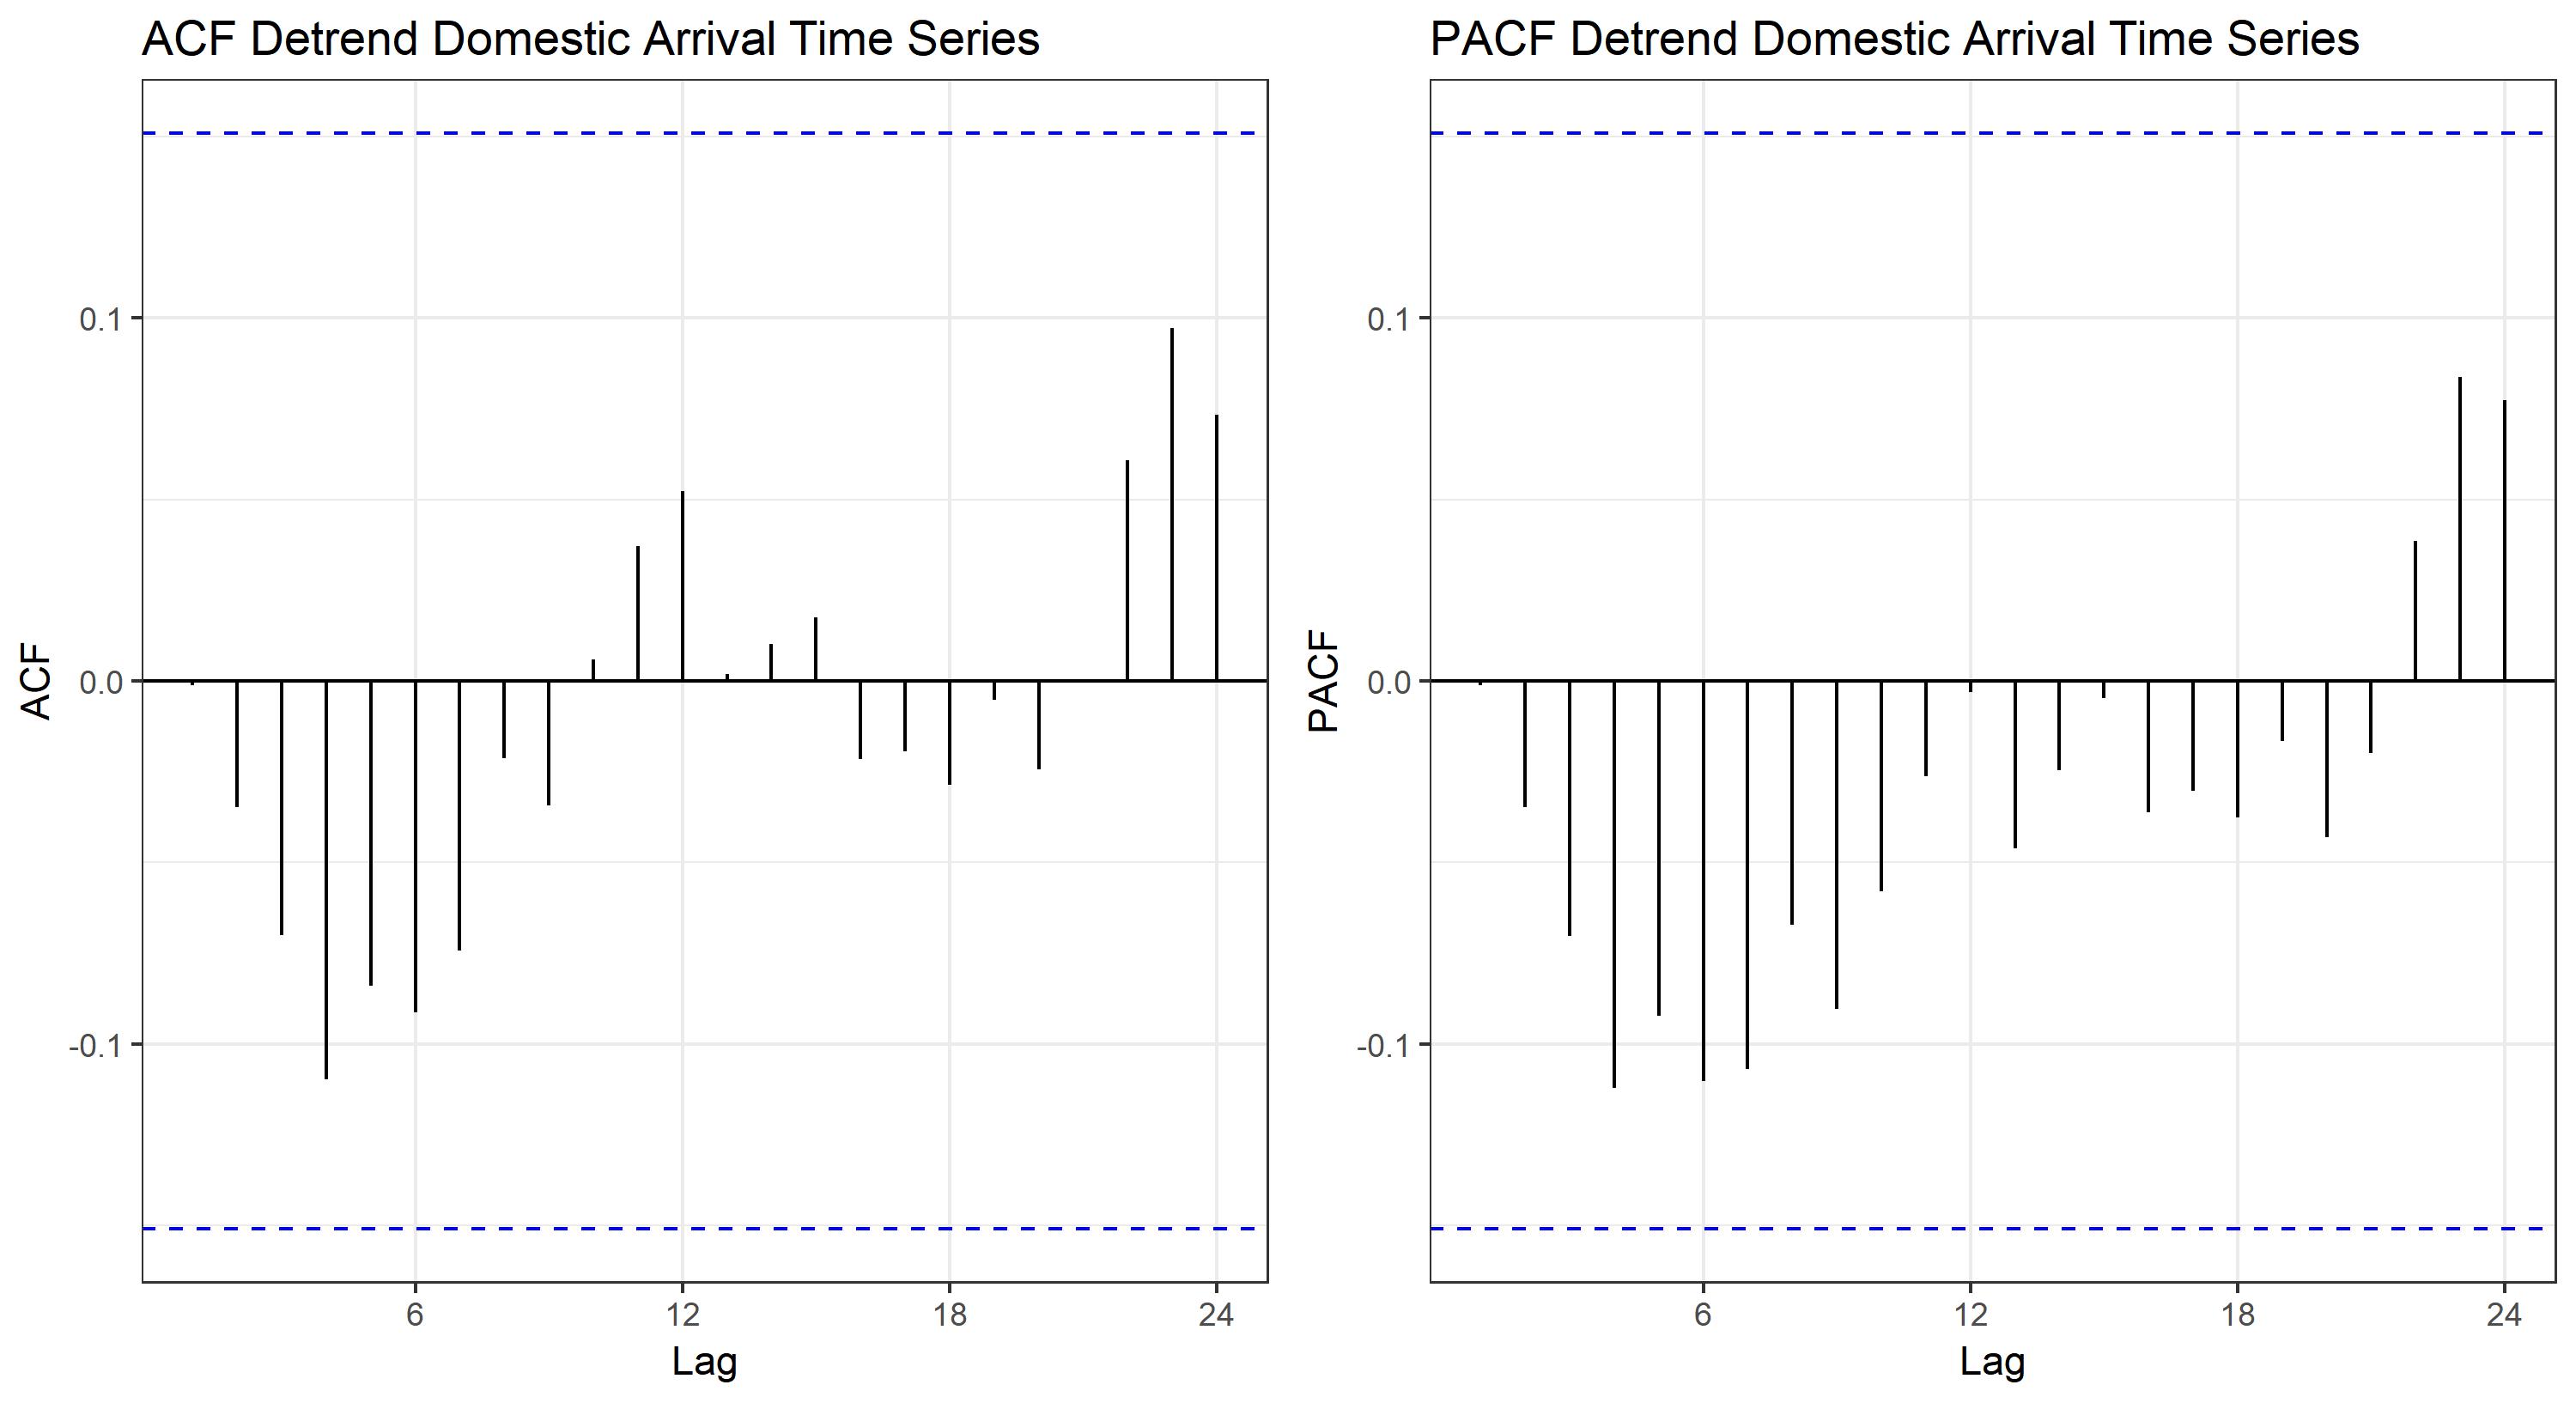 ACF Detrend Domestic Arrival Time Series
ACF
0.1
0.0
-0.1
6 12 18 24
Lag
PACF Detrend Domestic Arrival Time Series
PACF
0.1
0.0
-0.1
6 12 18 24
Lag